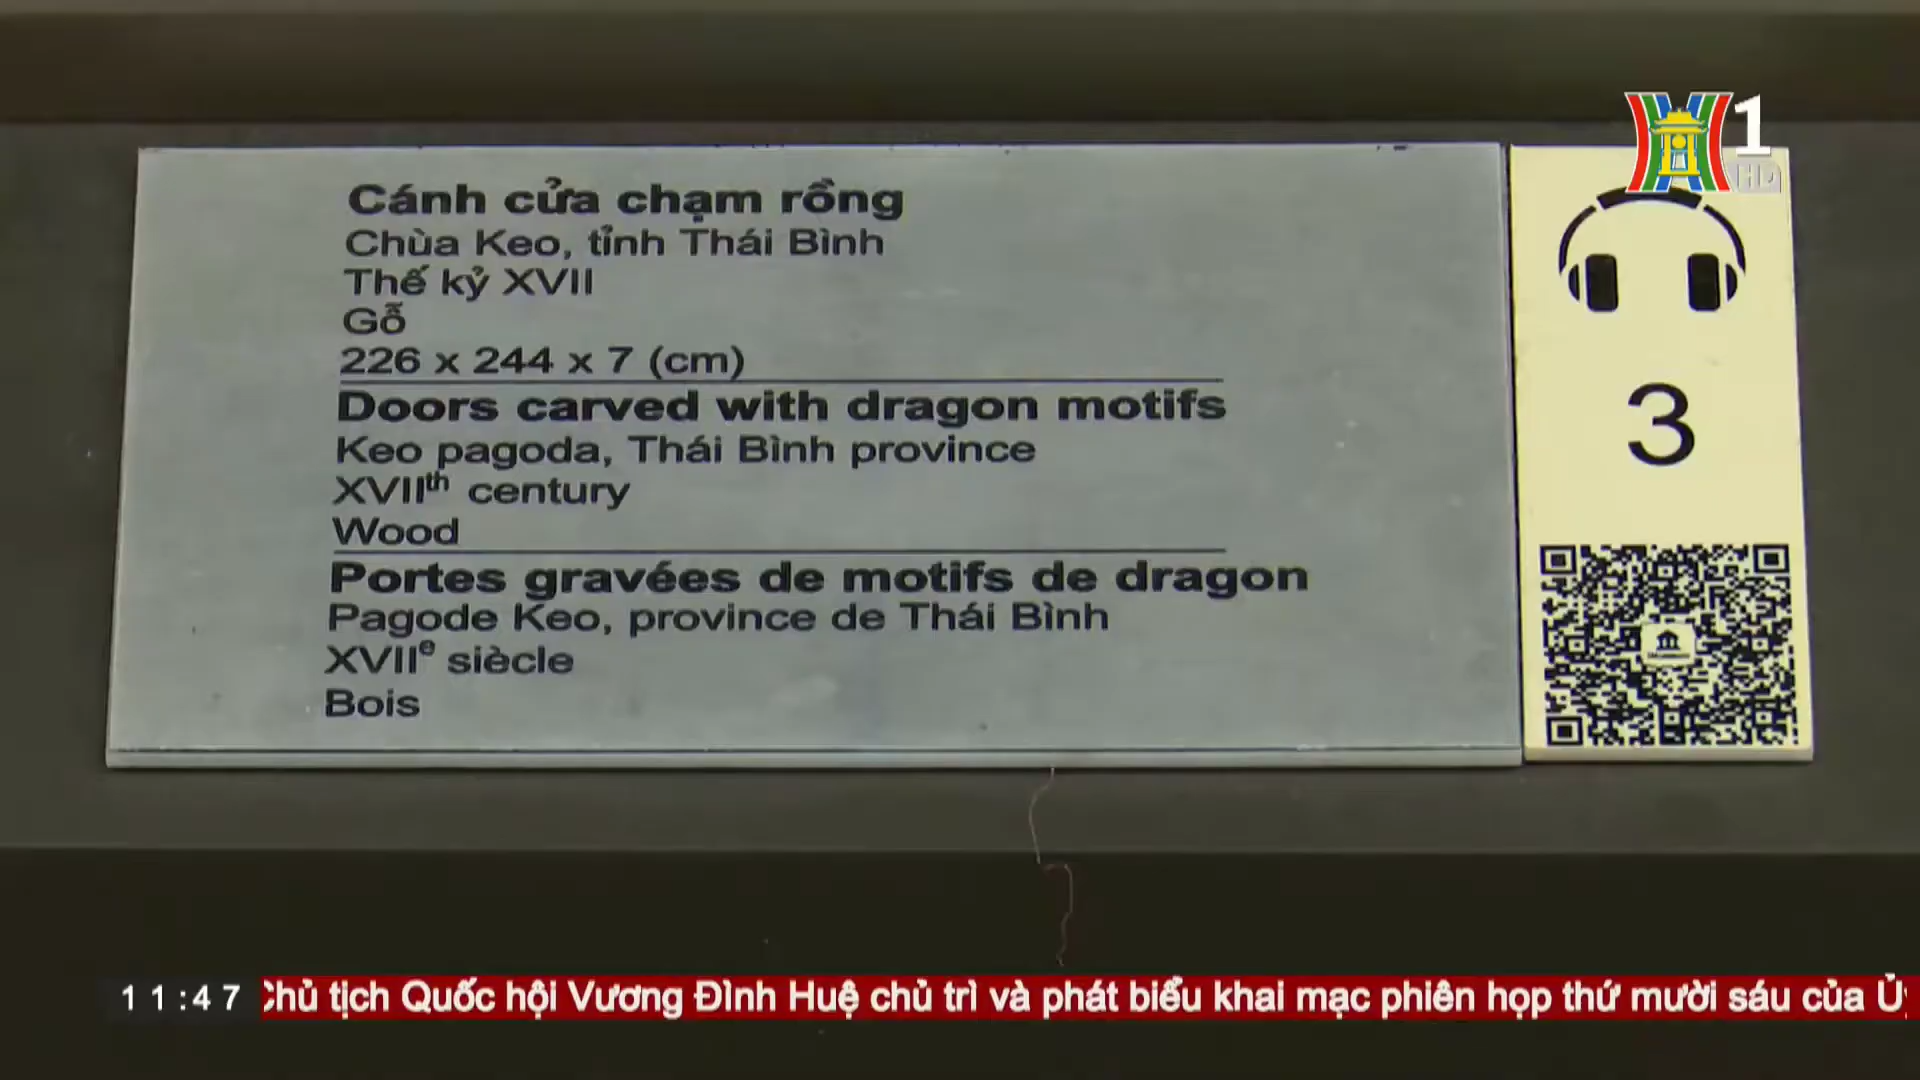 Cánh cửa chạm rồng
Chùa Keo, tỉnh Thái Bình
Thế kỷ XVII
Gỗ
226 x 244 x 7 (cm)
Doors carved with dragon motifs
Keo pagoda, Thái Bình province
XVIIth century
Wood
Portes gravées de motifs de dragon
Pagode Keo, province de Thái Bình
XVIIe siècle
Bois
1
HD
3
11:47
Chủ tịch Quốc hội Vương Đình Huệ chủ trì và phát biểu khai mạc phiên họp thứ mười sáu của